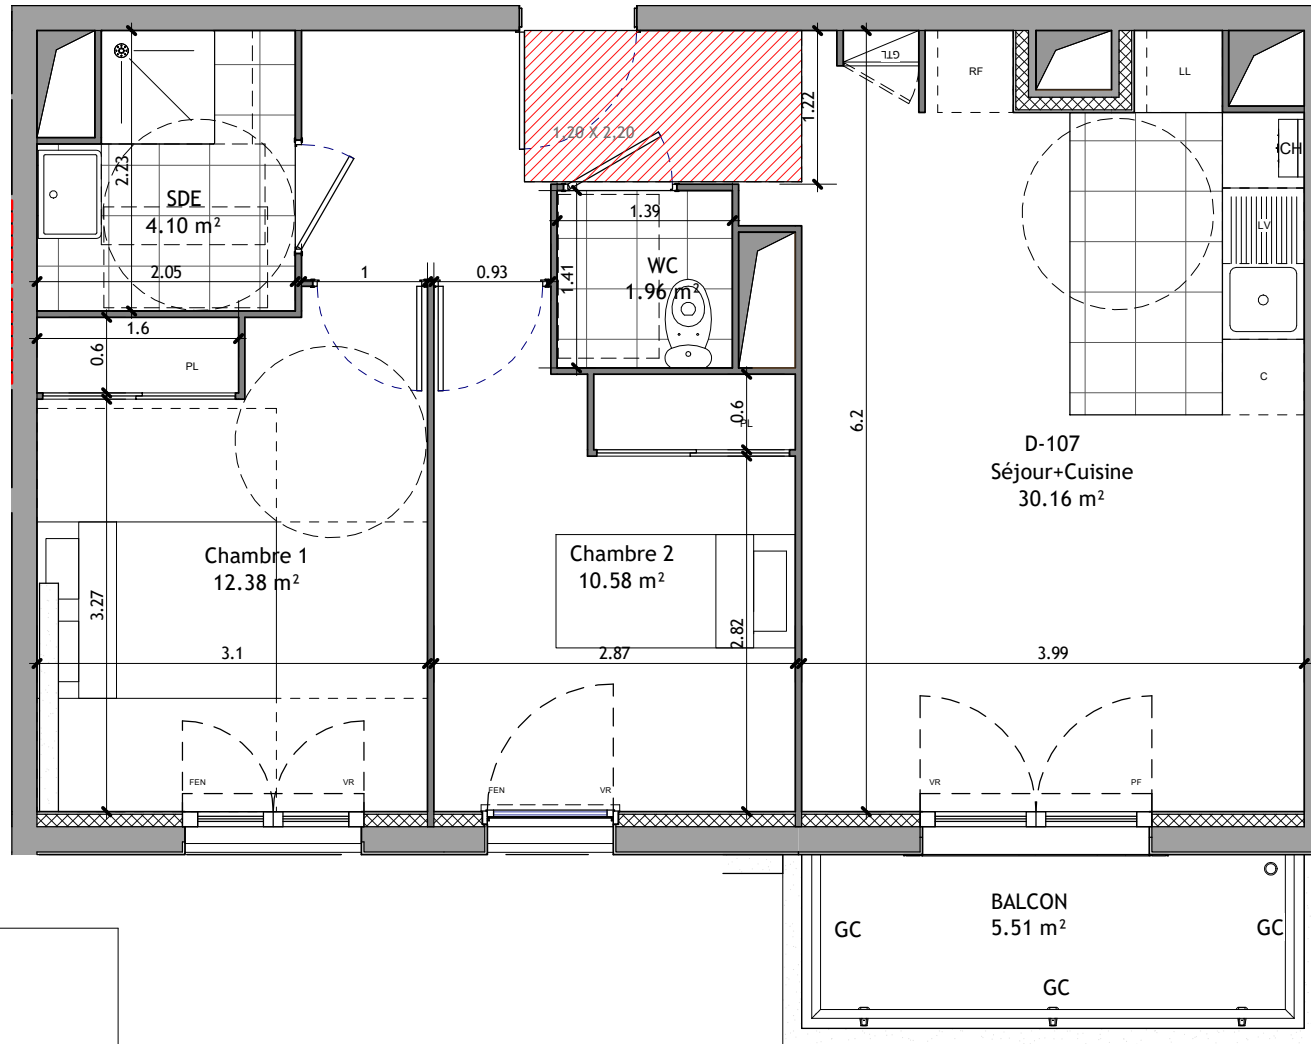 GTL
RF
LL
1.22
1,20 X 2,20
CH
2.23
SDE
4.10 m²
1.39
LV
2.05
1
0.93
1.41
WC
1.96 m²
1.6
0.6
PL
C
0.6
PL
6.2
D-107
Séjour+Cuisine
30.16 m²
Chambre 1
12.38 m²
Chambre 2
10.58 m²
3.27
2.82
3.1
2.87
3.99
FEN
VR
FEN
VR
VR
PF
BALCON
5.51 m²
GC
GC
GC